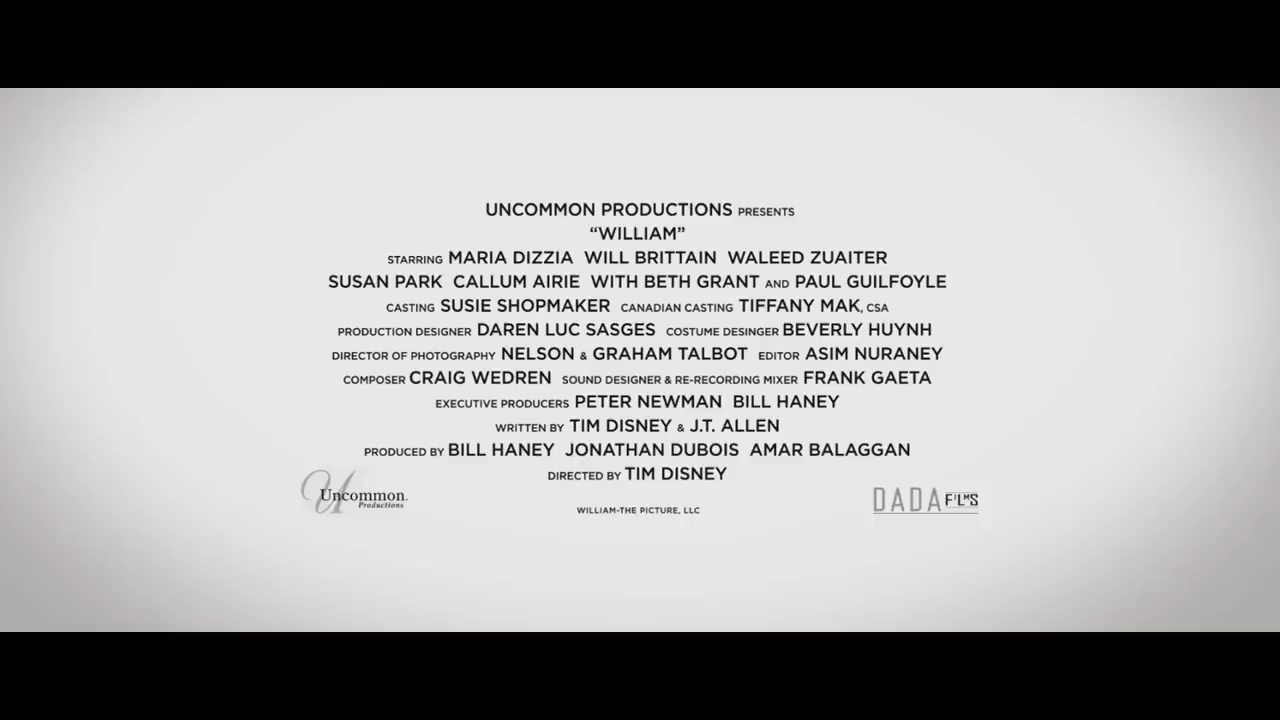 UNCOMMON PRODUCTIONS PRESENTS
“WILLIAM”
STARRING MARIA DIZZIA WILL BRITTAIN WALEED ZUAITER
SUSAN PARK CALLUM AIRIE WITH BETH GRANT AND PAUL GUILFOYLE
CASTING SUSIE SHOPMAKER CANADIAN CASTING TIFFANY MAK, CSA
PRODUCTION DESIGNER DAREN LUC SASGES COSTUME DESINGER BEVERLY HUYNH
DIRECTOR OF PHOTOGRAPHY NELSON & GRAHAM TALBOT EDITOR ASIM NURANEY
COMPOSER CRAIG WEDREN SOUND DESIGNER & RE-RECORDING MIXER FRANK GAETA
EXECUTIVE PRODUCERS PETER NEWMAN BILL HANEY
WRITTEN BY TIM DISNEY & J.T. ALLEN
PRODUCED BY BILL HANEY JONATHAN DUBOIS AMAR BALAGGAN
DIRECTED BY TIM DISNEY
U Uncommon.
Productions
WILLIAM-THE PICTURE, LLC
DADA FILMS